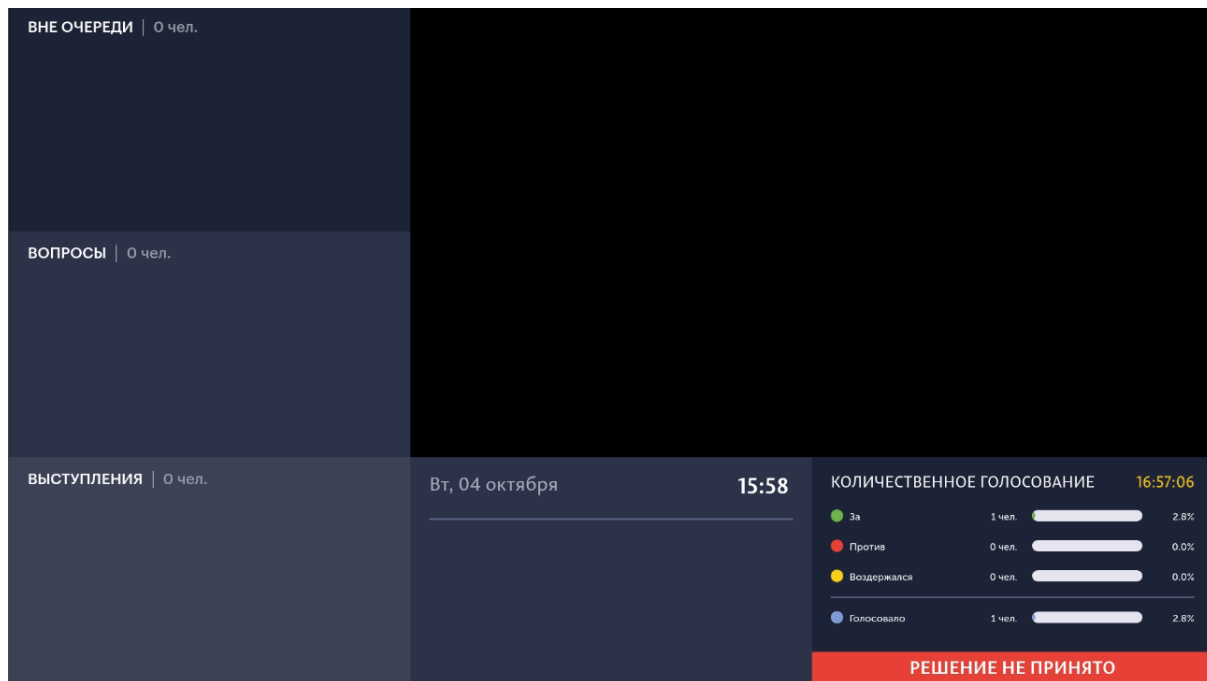 ВНЕ ОЧЕРЕДИ | 0 чел.
ВОПРОСЫ | 0 чел.
ВЫСТУПЛЕНИЯ | 0 чел.
Вт, 04 октября 15:58
КОЛИЧЕСТВЕННОЕ ГОЛОСОВАНИЕ 16:57:06
За 1 чел. 2.8%
Против 0 чел. 0.0%
Воздержался 0 чел. 0.0%
Голосовало 1 чел. 2.8%
РЕШЕНИЕ НЕ ПРИНЯТО